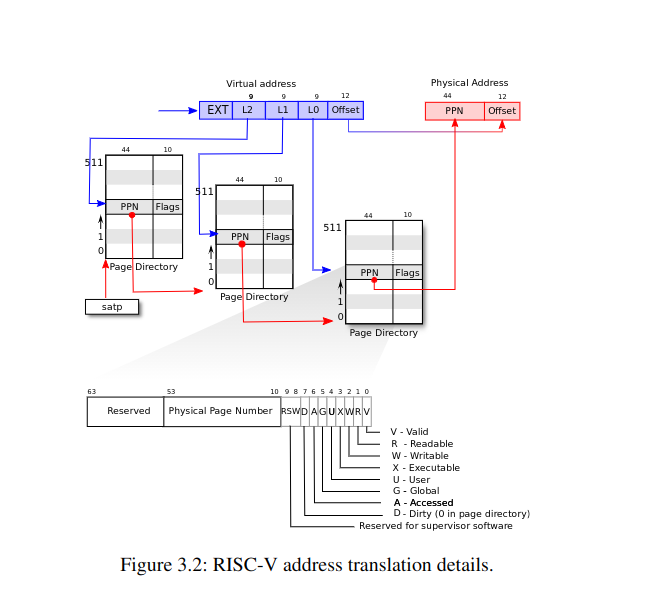 Virtual address
Physical Address
9 9 9 12
44 12
EXT L2 L1 L0 Offset
PPN Offset
44 10
511
PPN Flags
1
0
Page Directory
satp
44 10
511
PPN Flags
1
0
Page Directory
44 10
511
PPN Flags
1
0
Page Directory
63 53 10 9 8 7 6 5 4 3 2 1 0
Reserved Physical Page Number RSW D A G U X W R V
V - Valid
R - Readable
W - Writable
X - Executable
U - User
G - Global
A - Accessed
D - Dirty (0 in page directory)
Reserved for supervisor software
Figure 3.2: RISC-V address translation details.